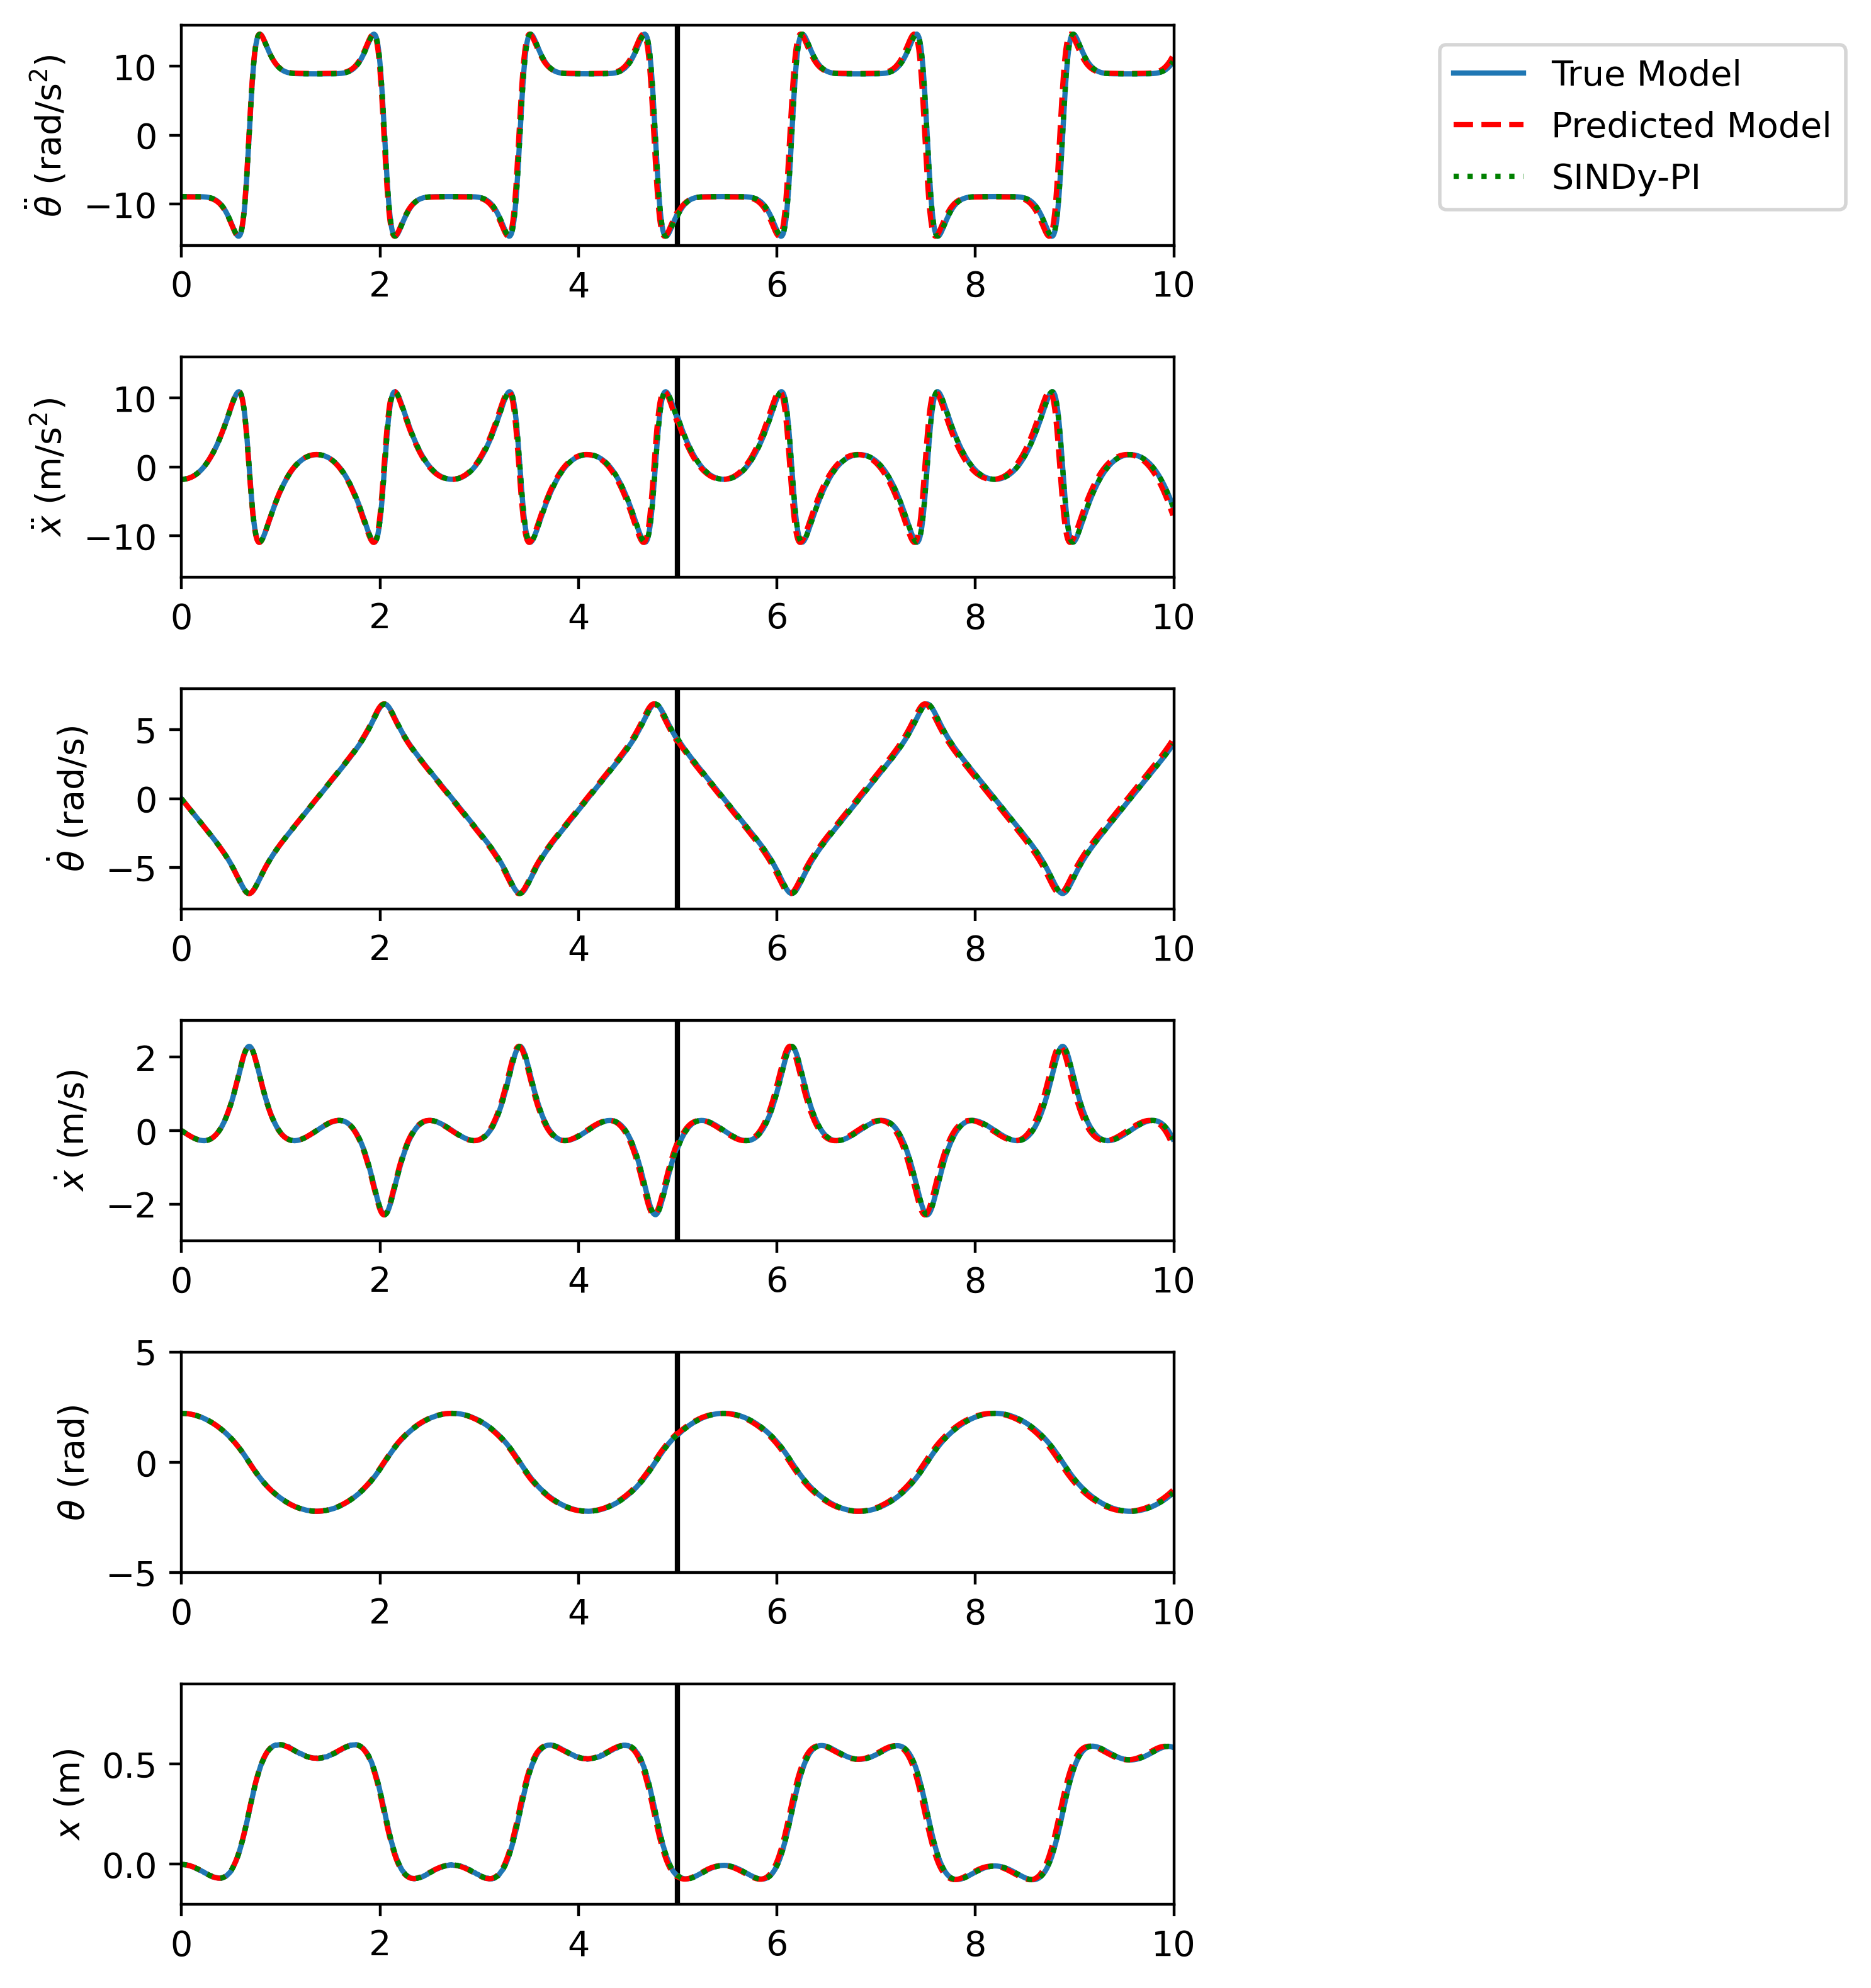 θ̈ (rad/s²)
10
0
−10
0 2 4 6 8 10
True Model
Predicted Model
SINDy-PI
ẍ (m/s²)
10
0
−10
0 2 4 6 8 10
θ̇ (rad/s)
5
0
−5
0 2 4 6 8 10
ẋ (m/s)
2
0
−2
0 2 4 6 8 10
θ (rad)
5
0
−5
0 2 4 6 8 10
x (m)
0.5
0.0
0 2 4 6 8 10